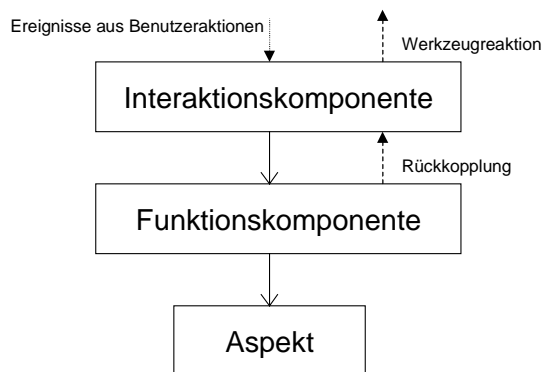 Ereignisse aus Benutzeraktionen
Werkzeugreaktion
Interaktionskomponente
Rückkopplung
Funktionskomponente
Aspekt